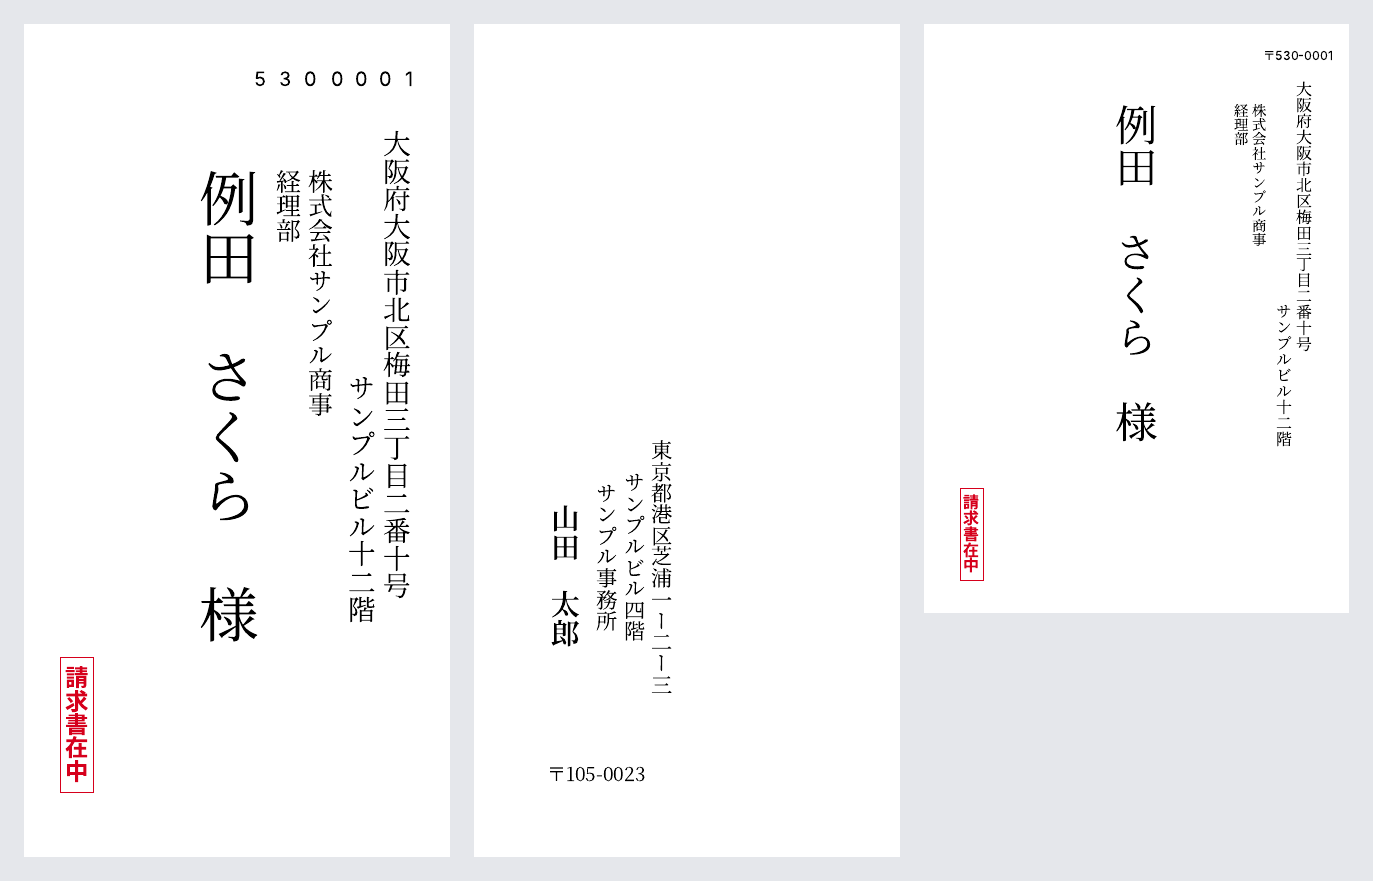 5300001
大阪府大阪市北区梅田三丁目二番十号
サンプルビル十二階
株式会社サンプル商事
経理部
例田　さくら　様
請求書在中
東京都港区芝浦一ー二ー三
サンプルビル四階
サンプル事務所
山田　太郎
〒105-0023
〒530-0001
大阪府大阪市北区梅田三丁目二番十号
サンプルビル十二階
株式会社サンプル商事
経理部
例田　さくら　様
請求書在中